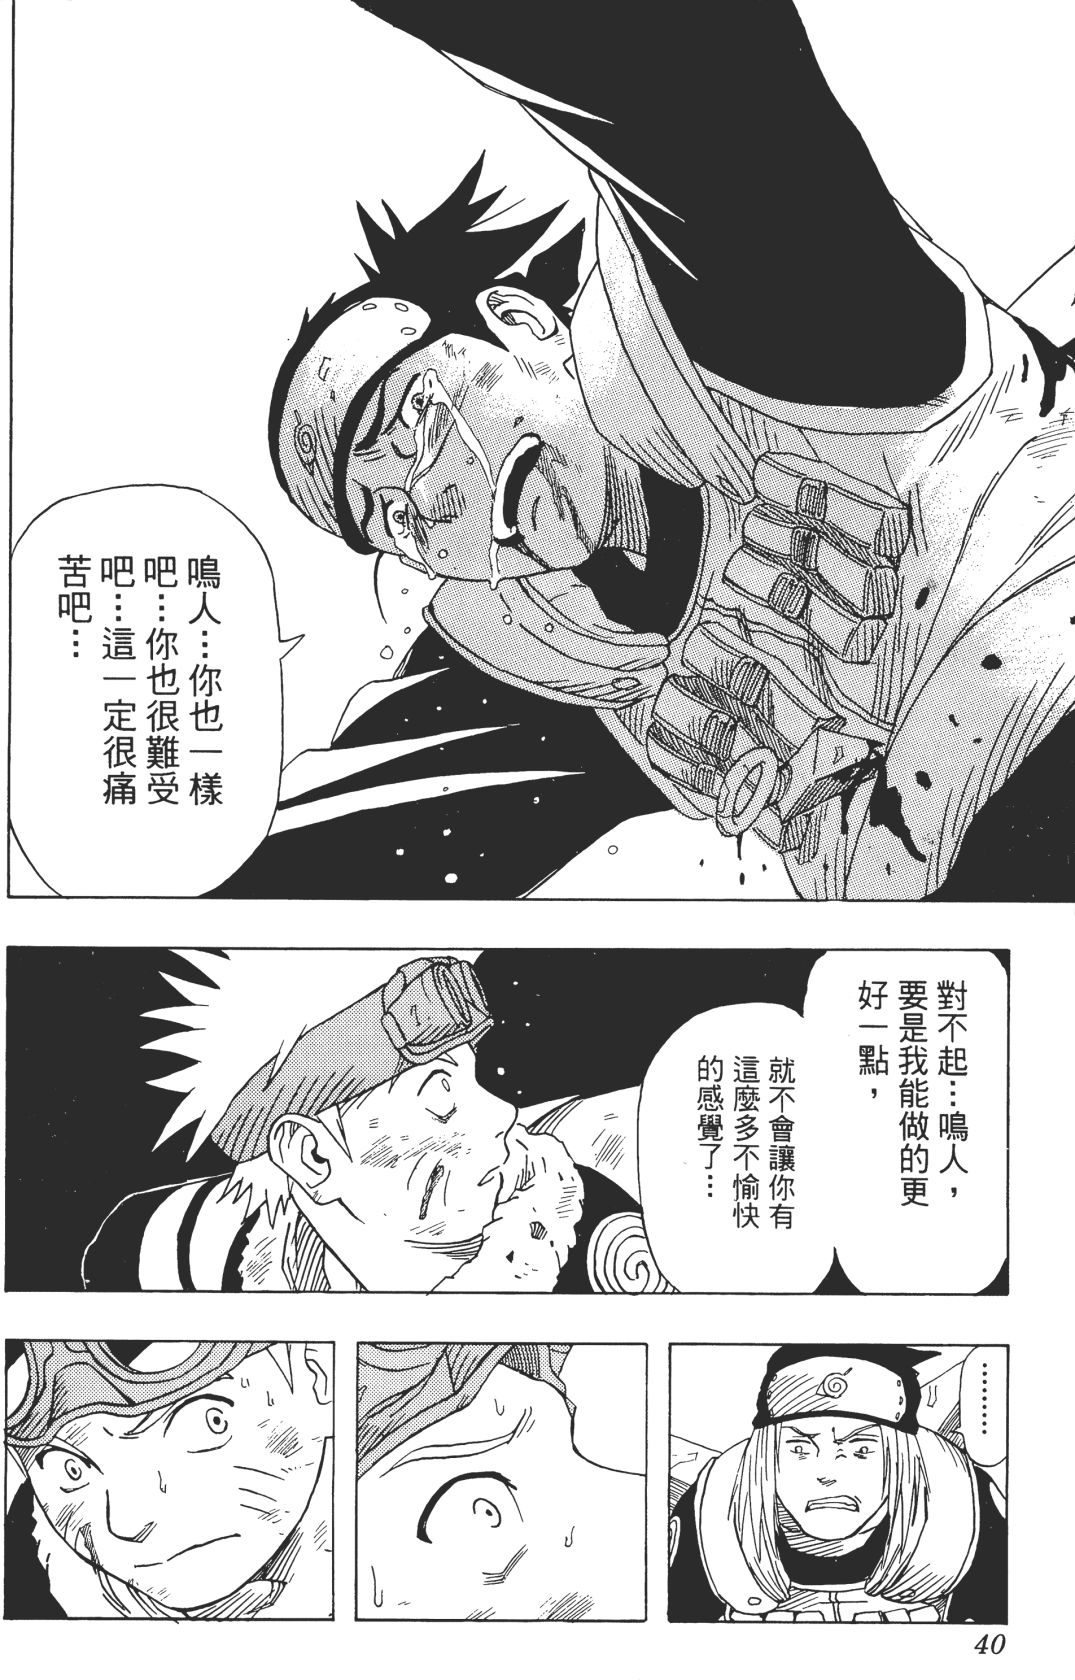 鳴人…你也一樣
吧…你也很難受
吧…這一定很痛
苦吧…
對不起…鳴人，
要是我能做的更
好一點，
就不會讓你有
這麼多不愉快
的感覺了…
………
40